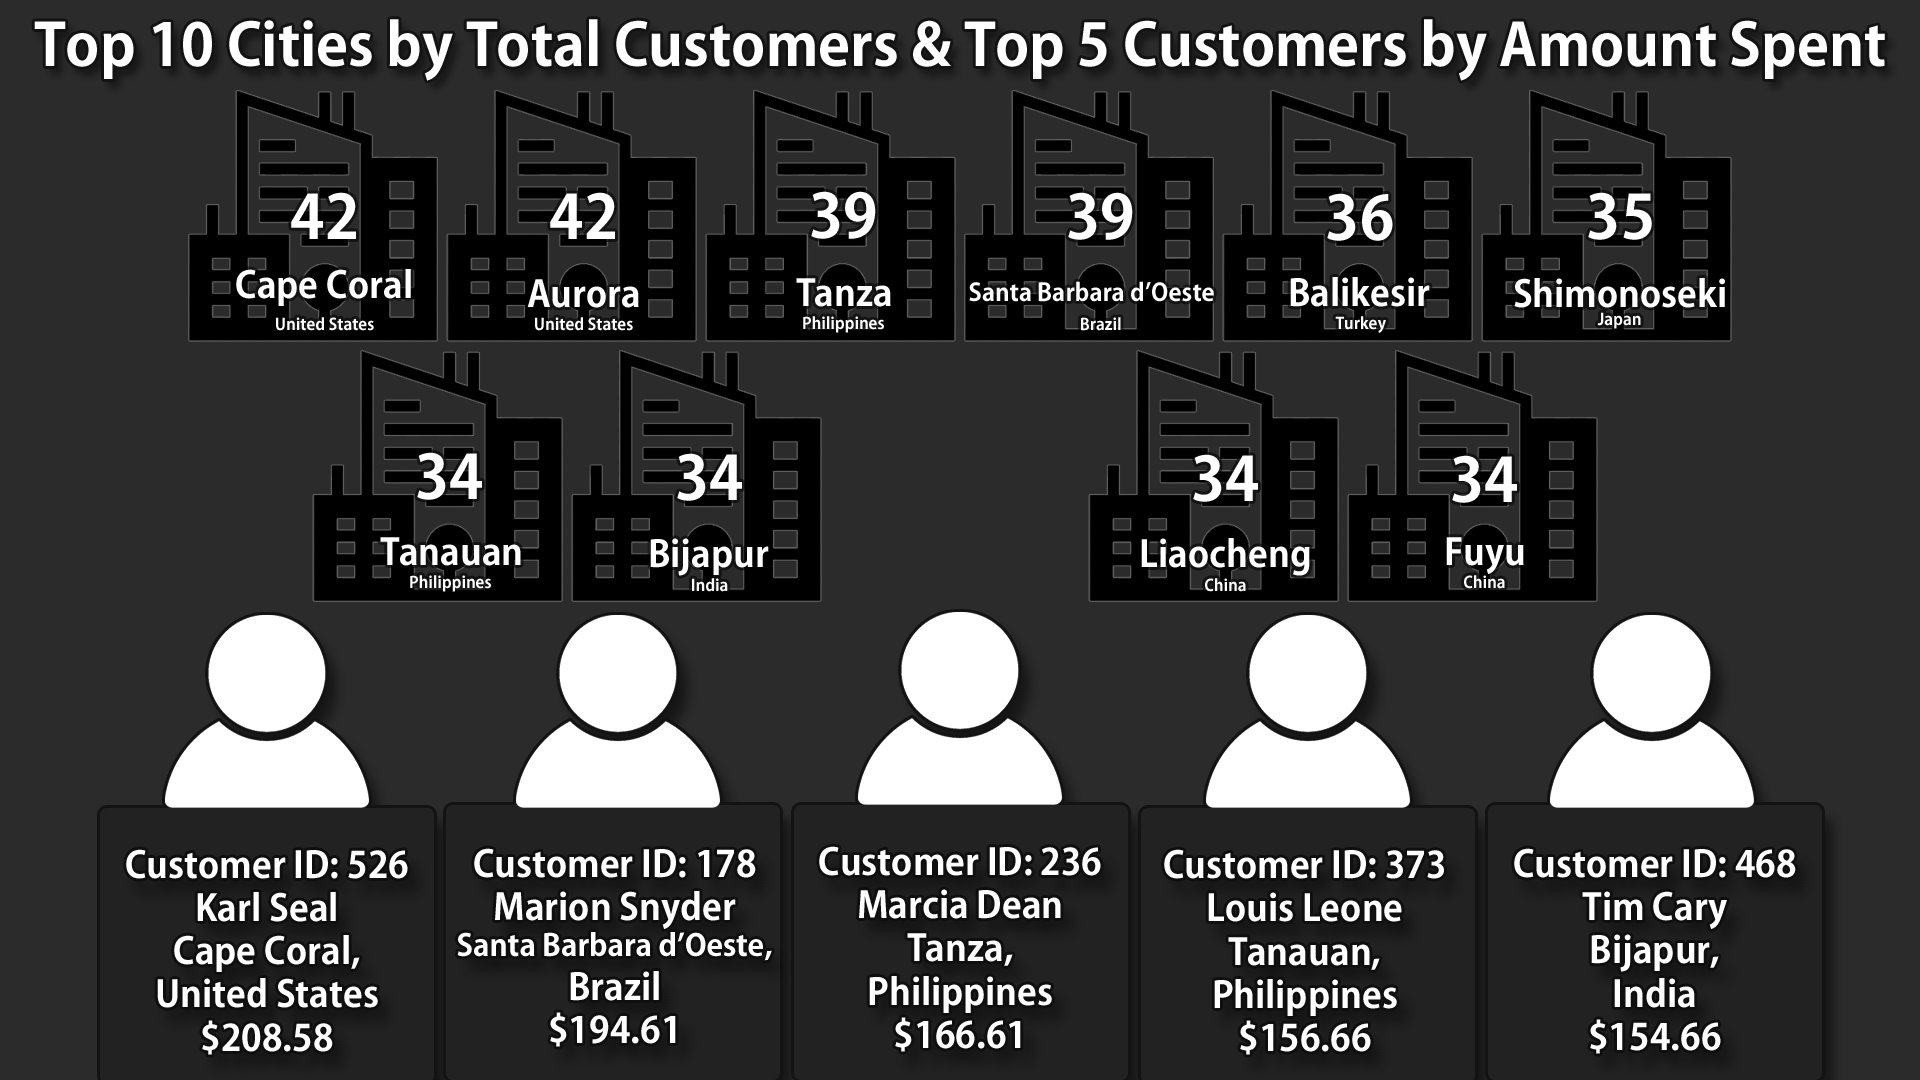 Top 10 Cities by Total Customers & Top 5 Customers by Amount Spent
42
Cape Coral
United States
42
Aurora
United States
39
Tanza
Philippines
39
Santa Barbara d’Oeste
Brazil
36
Balikesir
Turkey
35
Shimonoseki
Japan
34
Tanauan
Philippines
34
Bijapur
India
34
Liaocheng
China
34
Fuyu
China
Customer ID: 526
Karl Seal
Cape Coral,
United States
$208.58
Customer ID: 178
Marion Snyder
Santa Barbara d’Oeste,
Brazil
$194.61
Customer ID: 236
Marcia Dean
Tanza,
Philippines
$166.61
Customer ID: 373
Louis Leone
Tanauan,
Philippines
$156.66
Customer ID: 468
Tim Cary
Bijapur,
India
$154.66